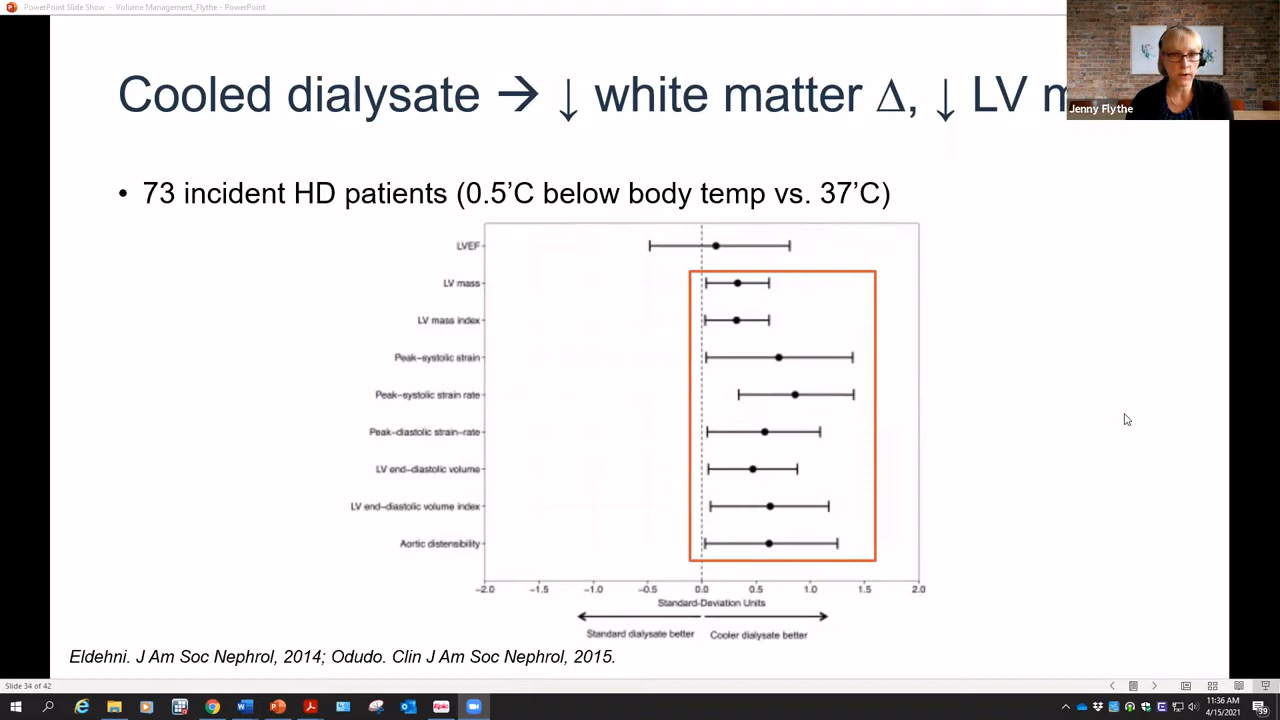 PowerPoint Slide Show - Volume Management_Flythe - PowerPoint
Cooled dialysate → ↓ white matter Δ, ↓ LV m
Jenny Flythe
• 73 incident HD patients (0.5’C below body temp vs. 37’C)
LVEF
LV mass
LV mass index
Peak–systolic strain
Peak–systolic strain rate
Peak–diastolic strain–rate
LV end–diastolic volume
LV end–diastolic volume index
Aortic distensibility
-2.0 -1.5 -1.0 -0.5 0.0 0.5 1.0 1.5 2.0
Standard-Deviation Units
Standard dialysate better Cooler dialysate better
Eldehni. J Am Soc Nephrol, 2014; Odudo. Clin J Am Soc Nephrol, 2015.
Slide 34 of 42
Epic
11:36 AM
4/15/2021
39